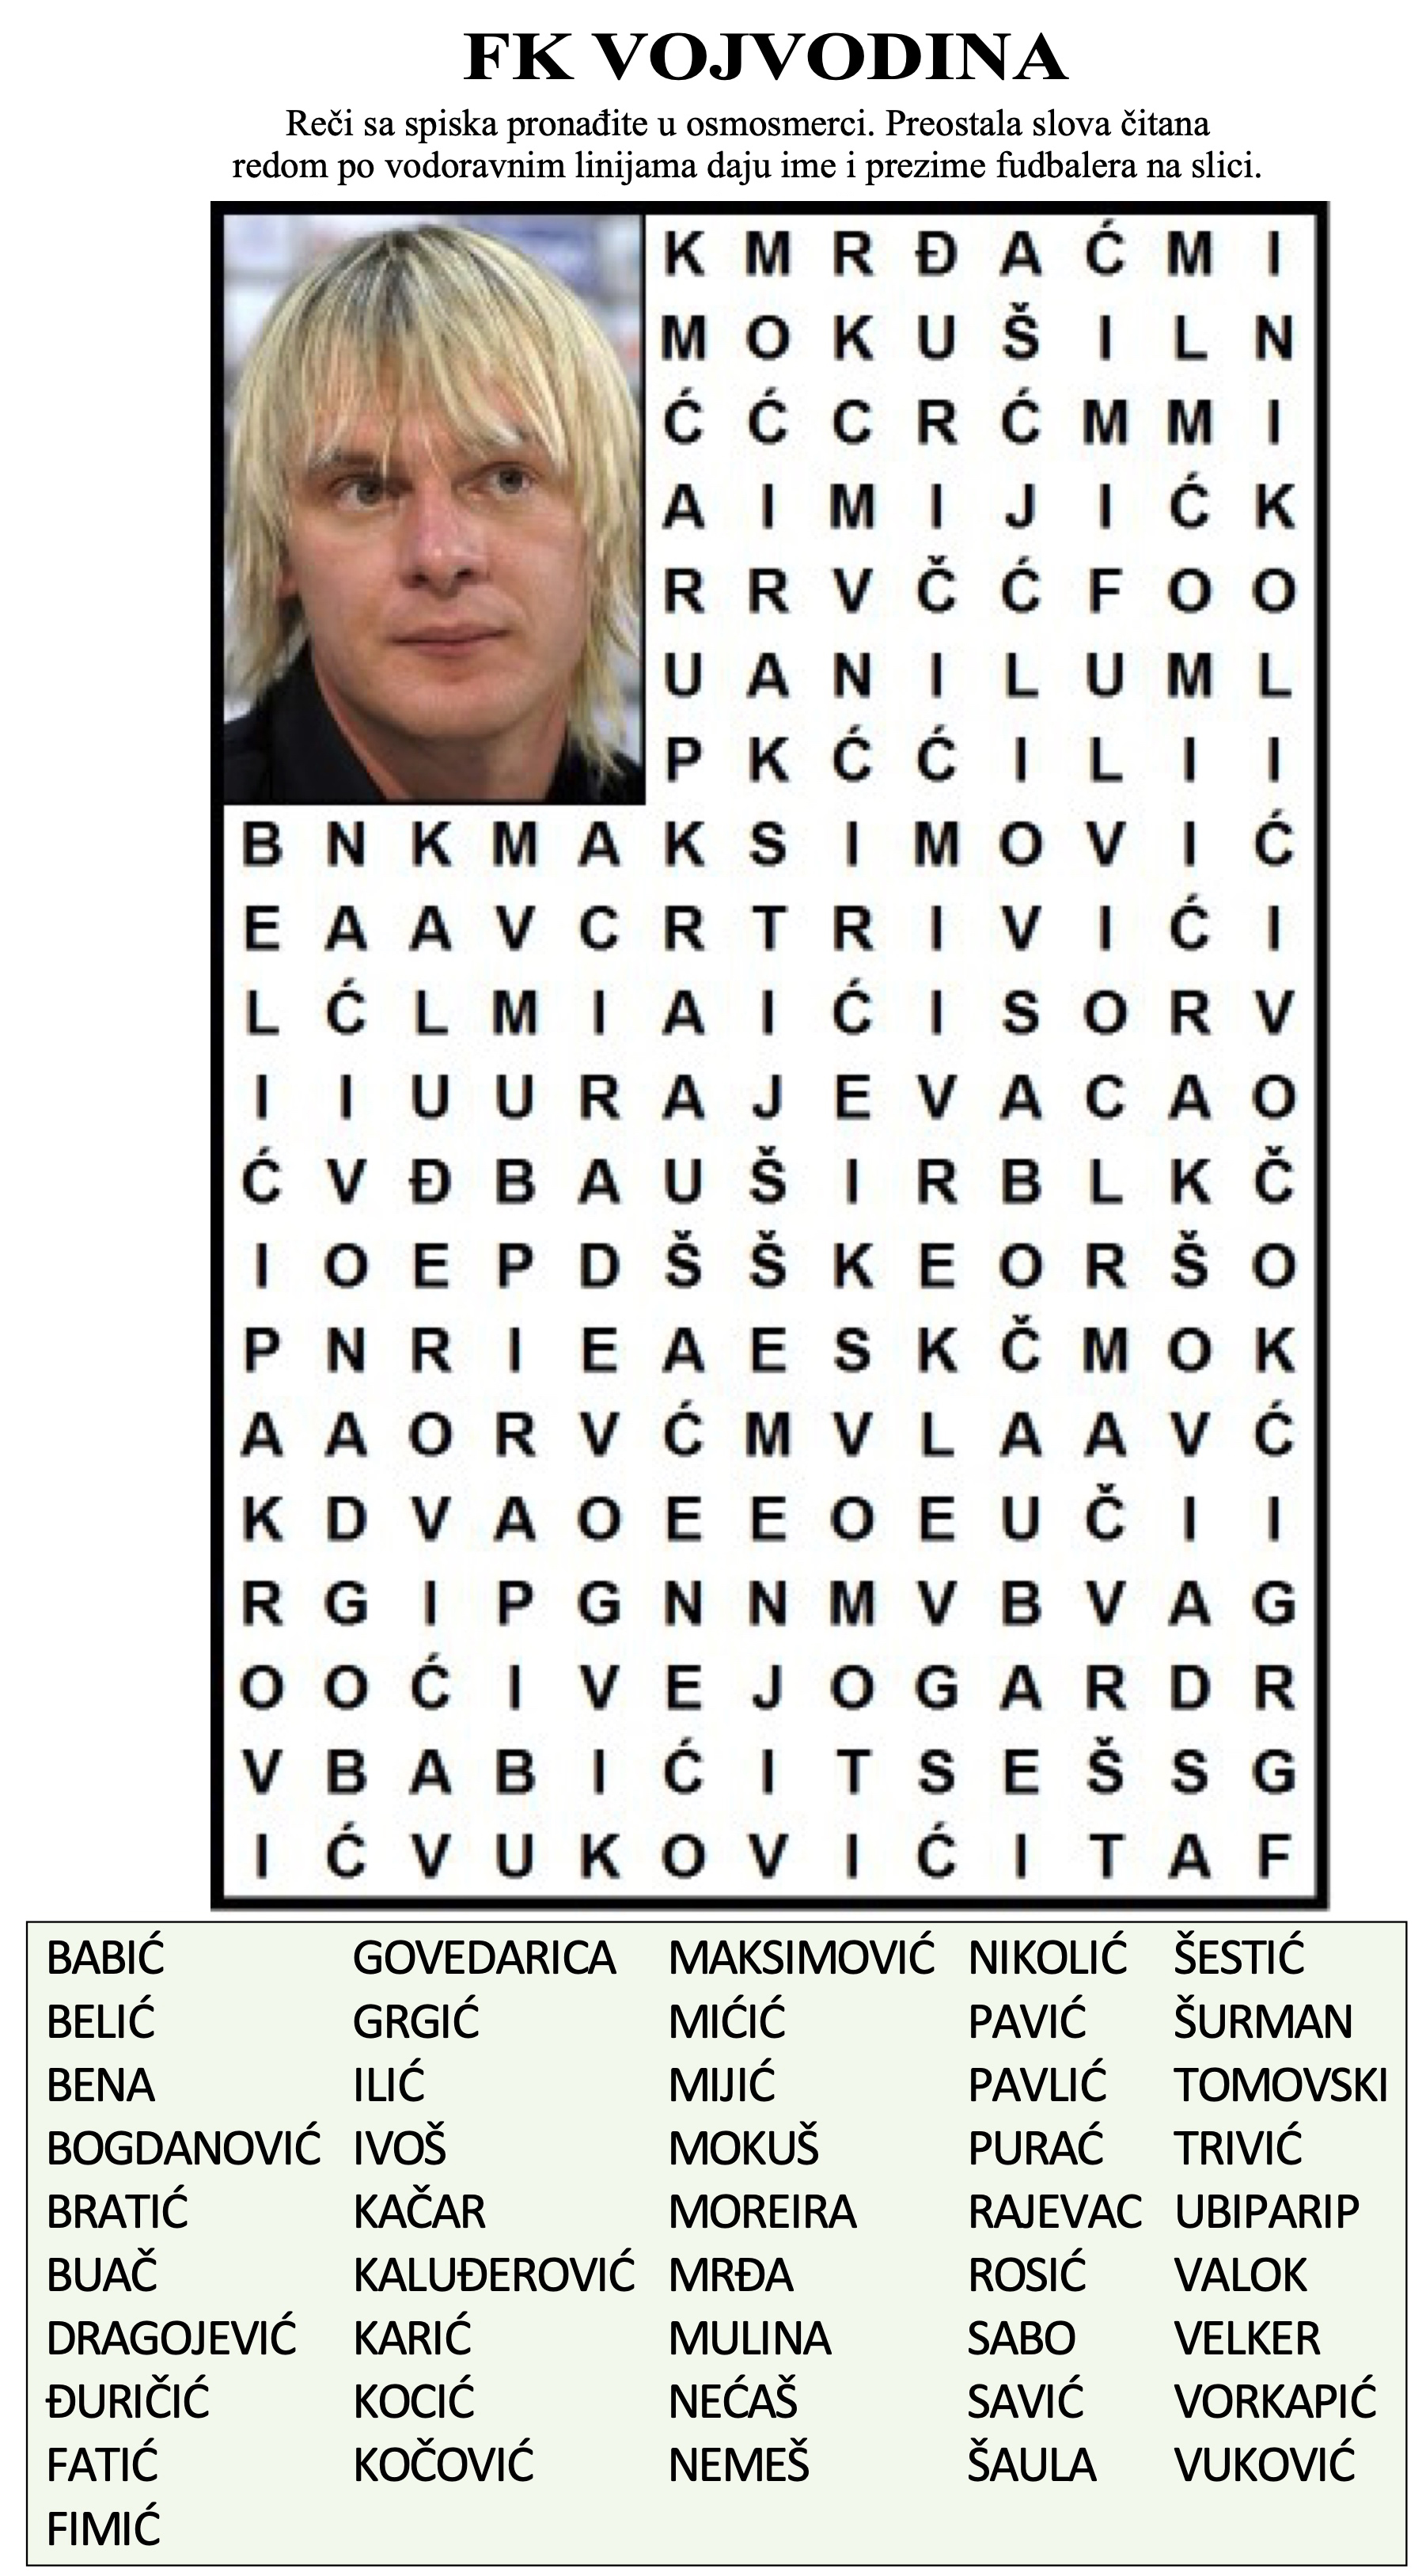 FK VOJVODINA
Reči sa spiska pronađite u osmosmerci. Preostala slova čitana
redom po vodoravnim linijama daju ime i prezime fudbalera na slici.
K M R Đ A Ć M I
M O K U Š I L N
Ć Ć C R Ć M M I
A I M I J I Ć K
R R V Č Ć F O O
U A N I L U M L
P K Ć Ć I L I I
B N K M A K S I M O V I Ć
E A A V C R T R I V I Ć I
L Ć L M I A I Ć I S O R V
I I U U R A J E V A C A O
Ć V Đ B A U Š I R B L K Č
I O E P D Š Š K E O R Š O
P N R I E A E S K Č M O K
A A O R V Ć M V L A A V Ć
K D V A O E E O E U Č I I
R G I P G N N M V B V A G
O O Ć I V E J O G A R D R
V B A B I Ć I T S E Š S G
I Ć V U K O V I Ć I T A F
BABIĆ GOVEDARICA MAKSIMOVIĆ NIKOLIĆ ŠESTIĆ
BELIĆ GRGIĆ MIĆIĆ PAVIĆ ŠURMAN
BENA ILIĆ MIJIĆ PAVLIĆ TOMOVSKI
BOGDANOVIĆ IVOŠ MOKUŠ PURAĆ TRIVIĆ
BRATIĆ KAČAR MOREIRA RAJEVAC UBIPARIP
BUAČ KALUĐEROVIĆ MRĐA ROSIĆ VALOK
DRAGOJEVIĆ KARIĆ MULINA SABO VELKER
ĐURIČIĆ KOCIĆ NEĆAŠ SAVIĆ VORKAPIĆ
FATIĆ KOČOVIĆ NEMEŠ ŠAULA VUKOVIĆ
FIMIĆ